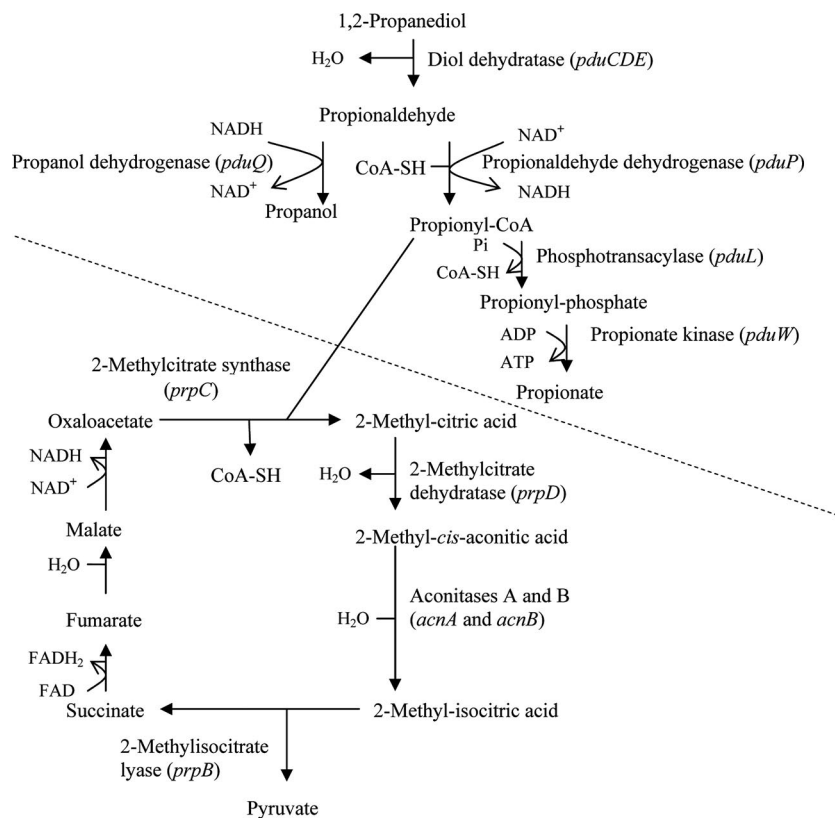 1,2-Propanediol
H₂O
Diol dehydratase (pduCDE)
Propionaldehyde
NADH
NAD⁺
Propanol dehydrogenase (pduQ)
CoA-SH
Propionaldehyde dehydrogenase (pduP)
NAD⁺
NADH
Propanol
Propionyl-CoA
Pi
Phosphotransacylase (pduL)
CoA-SH
Propionyl-phosphate
ADP
Propionate kinase (pduW)
ATP
Propionate
2-Methylcitrate synthase
(prpC)
Oxaloacetate
2-Methyl-citric acid
CoA-SH
NADH
NAD⁺
H₂O
2-Methylcitrate
dehydratase (prpD)
Malate
2-Methyl-cis-aconitic acid
H₂O
Aconitases A and B
(acnA and acnB)
H₂O
Fumarate
FADH₂
FAD
Succinate
2-Methyl-isocitric acid
2-Methylisocitrate
lyase (prpB)
Pyruvate